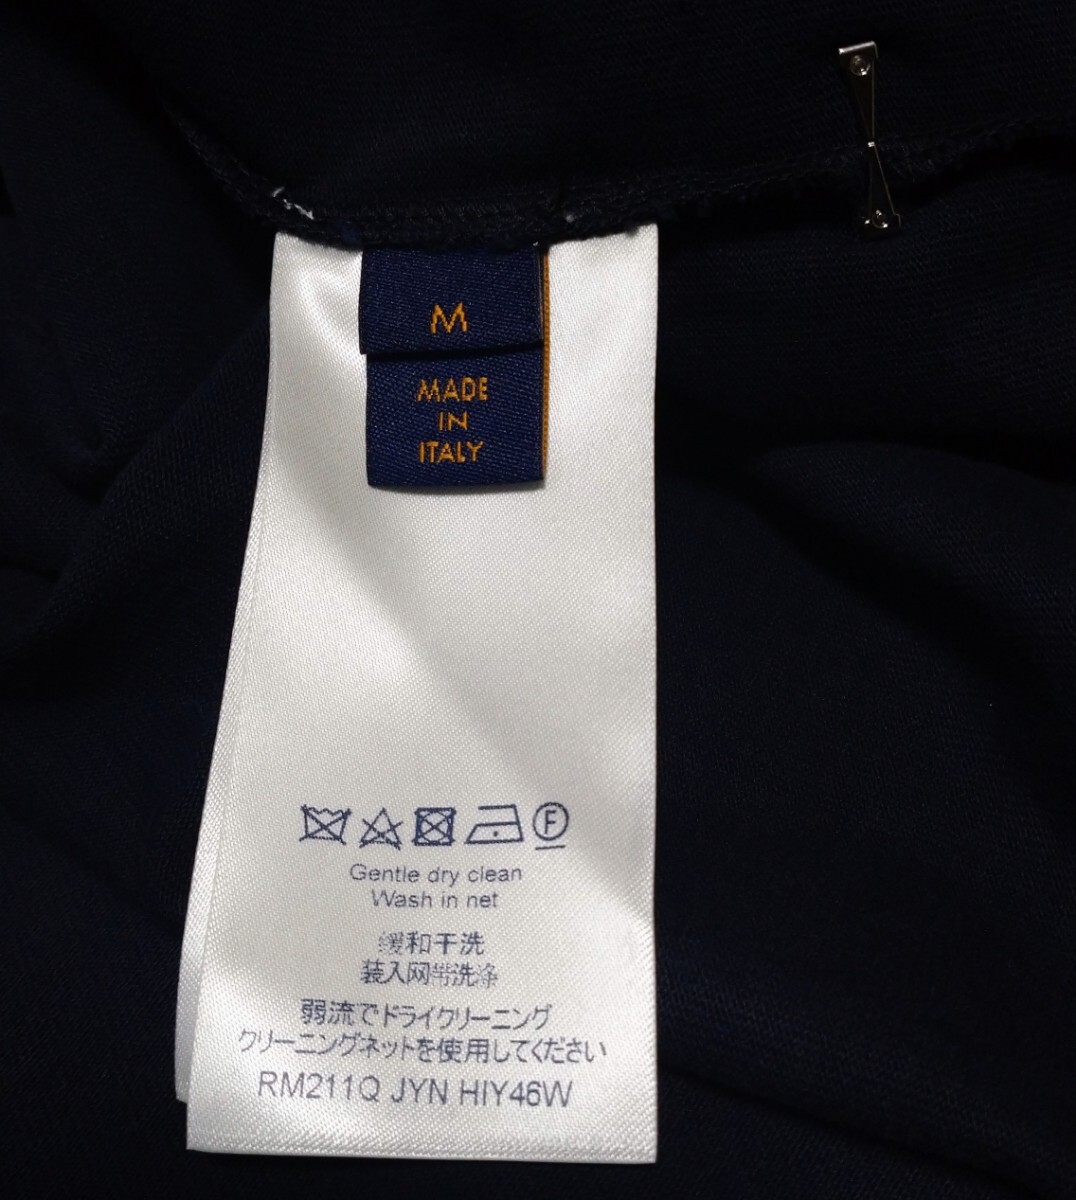 M
MADE
IN
ITALY
F
Gentle dry clean
Wash in net
缓和干洗
装入网带洗涤
弱流でドライクリーニング
クリーニングネットを使用してください
RM211Q JYN HIY46W